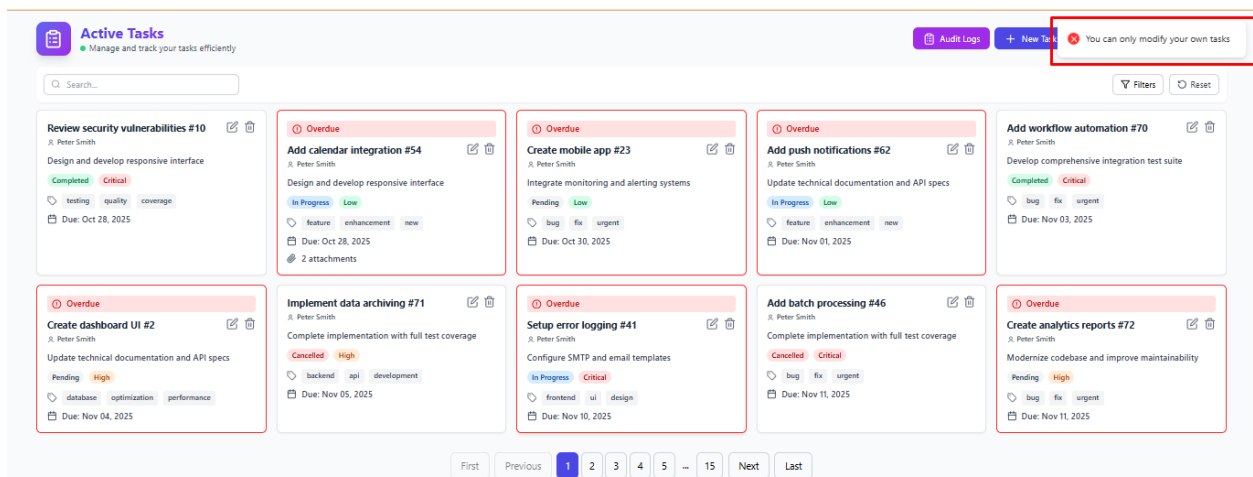 Active Tasks
Manage and track your tasks efficiently
Audit Logs
+ New Task
You can only modify your own tasks
Search...
Filters
Reset
Review security vulnerabilities #10
Peter Smith
Design and develop responsive interface
Completed Critical
testing quality coverage
Due: Oct 28, 2025
Overdue
Add calendar integration #54
Peter Smith
Design and develop responsive interface
In Progress Low
feature enhancement new
Due: Oct 28, 2025
2 attachments
Overdue
Create mobile app #23
Peter Smith
Integrate monitoring and alerting systems
Pending Low
bug fix urgent
Due: Oct 30, 2025
Overdue
Add push notifications #62
Peter Smith
Update technical documentation and API specs
In Progress Low
feature enhancement new
Due: Nov 01, 2025
Add workflow automation #70
Peter Smith
Develop comprehensive integration test suite
Completed Critical
bug fix urgent
Due: Nov 03, 2025
Overdue
Create dashboard UI #2
Peter Smith
Update technical documentation and API specs
Pending High
database optimization performance
Due: Nov 04, 2025
Implement data archiving #71
Peter Smith
Complete implementation with full test coverage
Cancelled High
backend api development
Due: Nov 05, 2025
Overdue
Setup error logging #41
Peter Smith
Configure SMTP and email templates
In Progress Critical
frontend ui design
Due: Nov 10, 2025
Add batch processing #46
Peter Smith
Complete implementation with full test coverage
Cancelled Critical
bug fix urgent
Due: Nov 11, 2025
Overdue
Create analytics reports #72
Peter Smith
Modernize codebase and improve maintainability
Pending High
bug fix urgent
Due: Nov 11, 2025
First Previous 1 2 3 4 5 ... 15 Next Last